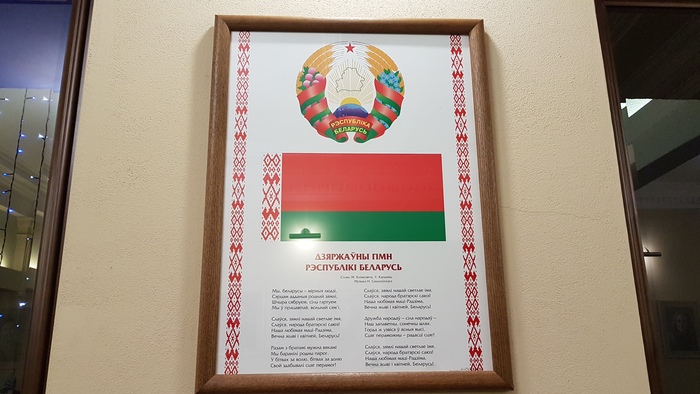 РЭСПУБЛІКА
БЕЛАРУСЬ
ДЗЯРЖАЎНЫ ГІМН
РЭСПУБЛІКІ БЕЛАРУСЬ
Словы М. Клімковіча, У. Карызны
Музыка Н. Сакалоўскага
Мы, беларусы – мірныя людзі,
Сэрцам адданыя роднай зямлі,
Шчыра сябруем, сілы гартуем
Мы ў працавітай, вольнай сям'і.
Слаўся, зямлі нашай светлае імя,
Слаўся, народаў братэрскі саюз!
Наша любімая маці-Радзіма,
Вечна жыві і квітней, Беларусь!
Разам з братамі мужна вякамі
Мы баранілі родны парог,
У бітвах за волю, бітвах за долю
Свой здабывалі сцяг перамог!
Слаўся, зямлі нашай светлае імя,
Слаўся, народаў братэрскі саюз!
Наша любімая маці-Радзіма,
Вечна жыві і квітней, Беларусь!
Дружба народаў – сіла народаў –
Наш запаветны, сонечны шлях.
Горда ж узвіся ў ясныя высі,
Сцяг пераможны – радасці сцяг!
Слаўся, зямлі нашай светлае імя,
Слаўся, народаў братэрскі саюз!
Наша любімая маці-Радзіма,
Вечна жыві і квітней, Беларусь!